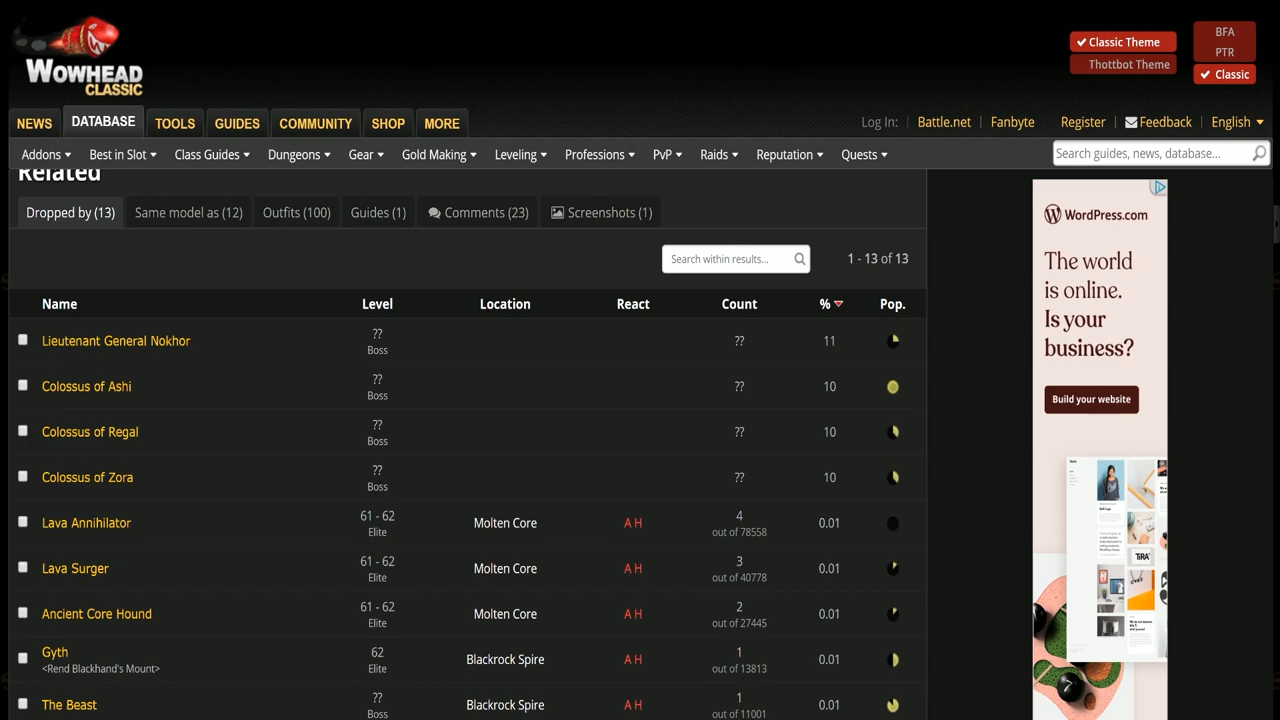 WOWHEAD
CLASSIC
Classic Theme
Thottbot Theme
BFA
PTR
Classic
NEWS
DATABASE
TOOLS
GUIDES
COMMUNITY
SHOP
MORE
Log In:
Battle.net
Fanbyte
Register
Feedback
English
Addons
Best in Slot
Class Guides
Dungeons
Gear
Gold Making
Leveling
Professions
PvP
Raids
Reputation
Quests
Search guides, news, database...
Related
Dropped by (13)
Same model as (12)
Outfits (100)
Guides (1)
Comments (23)
Screenshots (1)
Search within results...
1 - 13 of 13
Name Level Location React Count % Pop.
Lieutenant General Nokhor ?? ?? 11
Boss
Colossus of Ashi ?? ?? 10
Boss
Colossus of Regal ?? ?? 10
Boss
Colossus of Zora ?? ?? 10
Boss
Lava Annihilator 61 - 62 Molten Core A H 4 0.01
Elite out of 78558
Lava Surger 61 - 62 Molten Core A H 3 0.01
Elite out of 40778
Ancient Core Hound 61 - 62 Molten Core A H 2 0.01
Elite out of 27445
Gyth 62 Blackrock Spire A H 1 0.01
<Rend Blackhand's Mount> Elite out of 13813
The Beast ?? Blackrock Spire A H 1 0.01
Boss out of 11001
WordPress.com
The world
is online.
Is your
business?
Build your website
TiRA